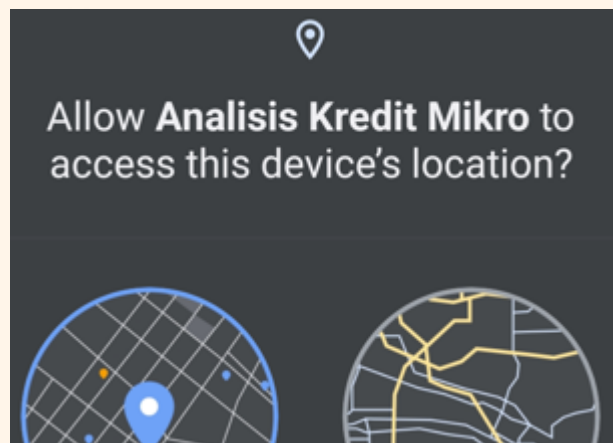 Allow Analisis Kredit Mikro to
access this device’s location?